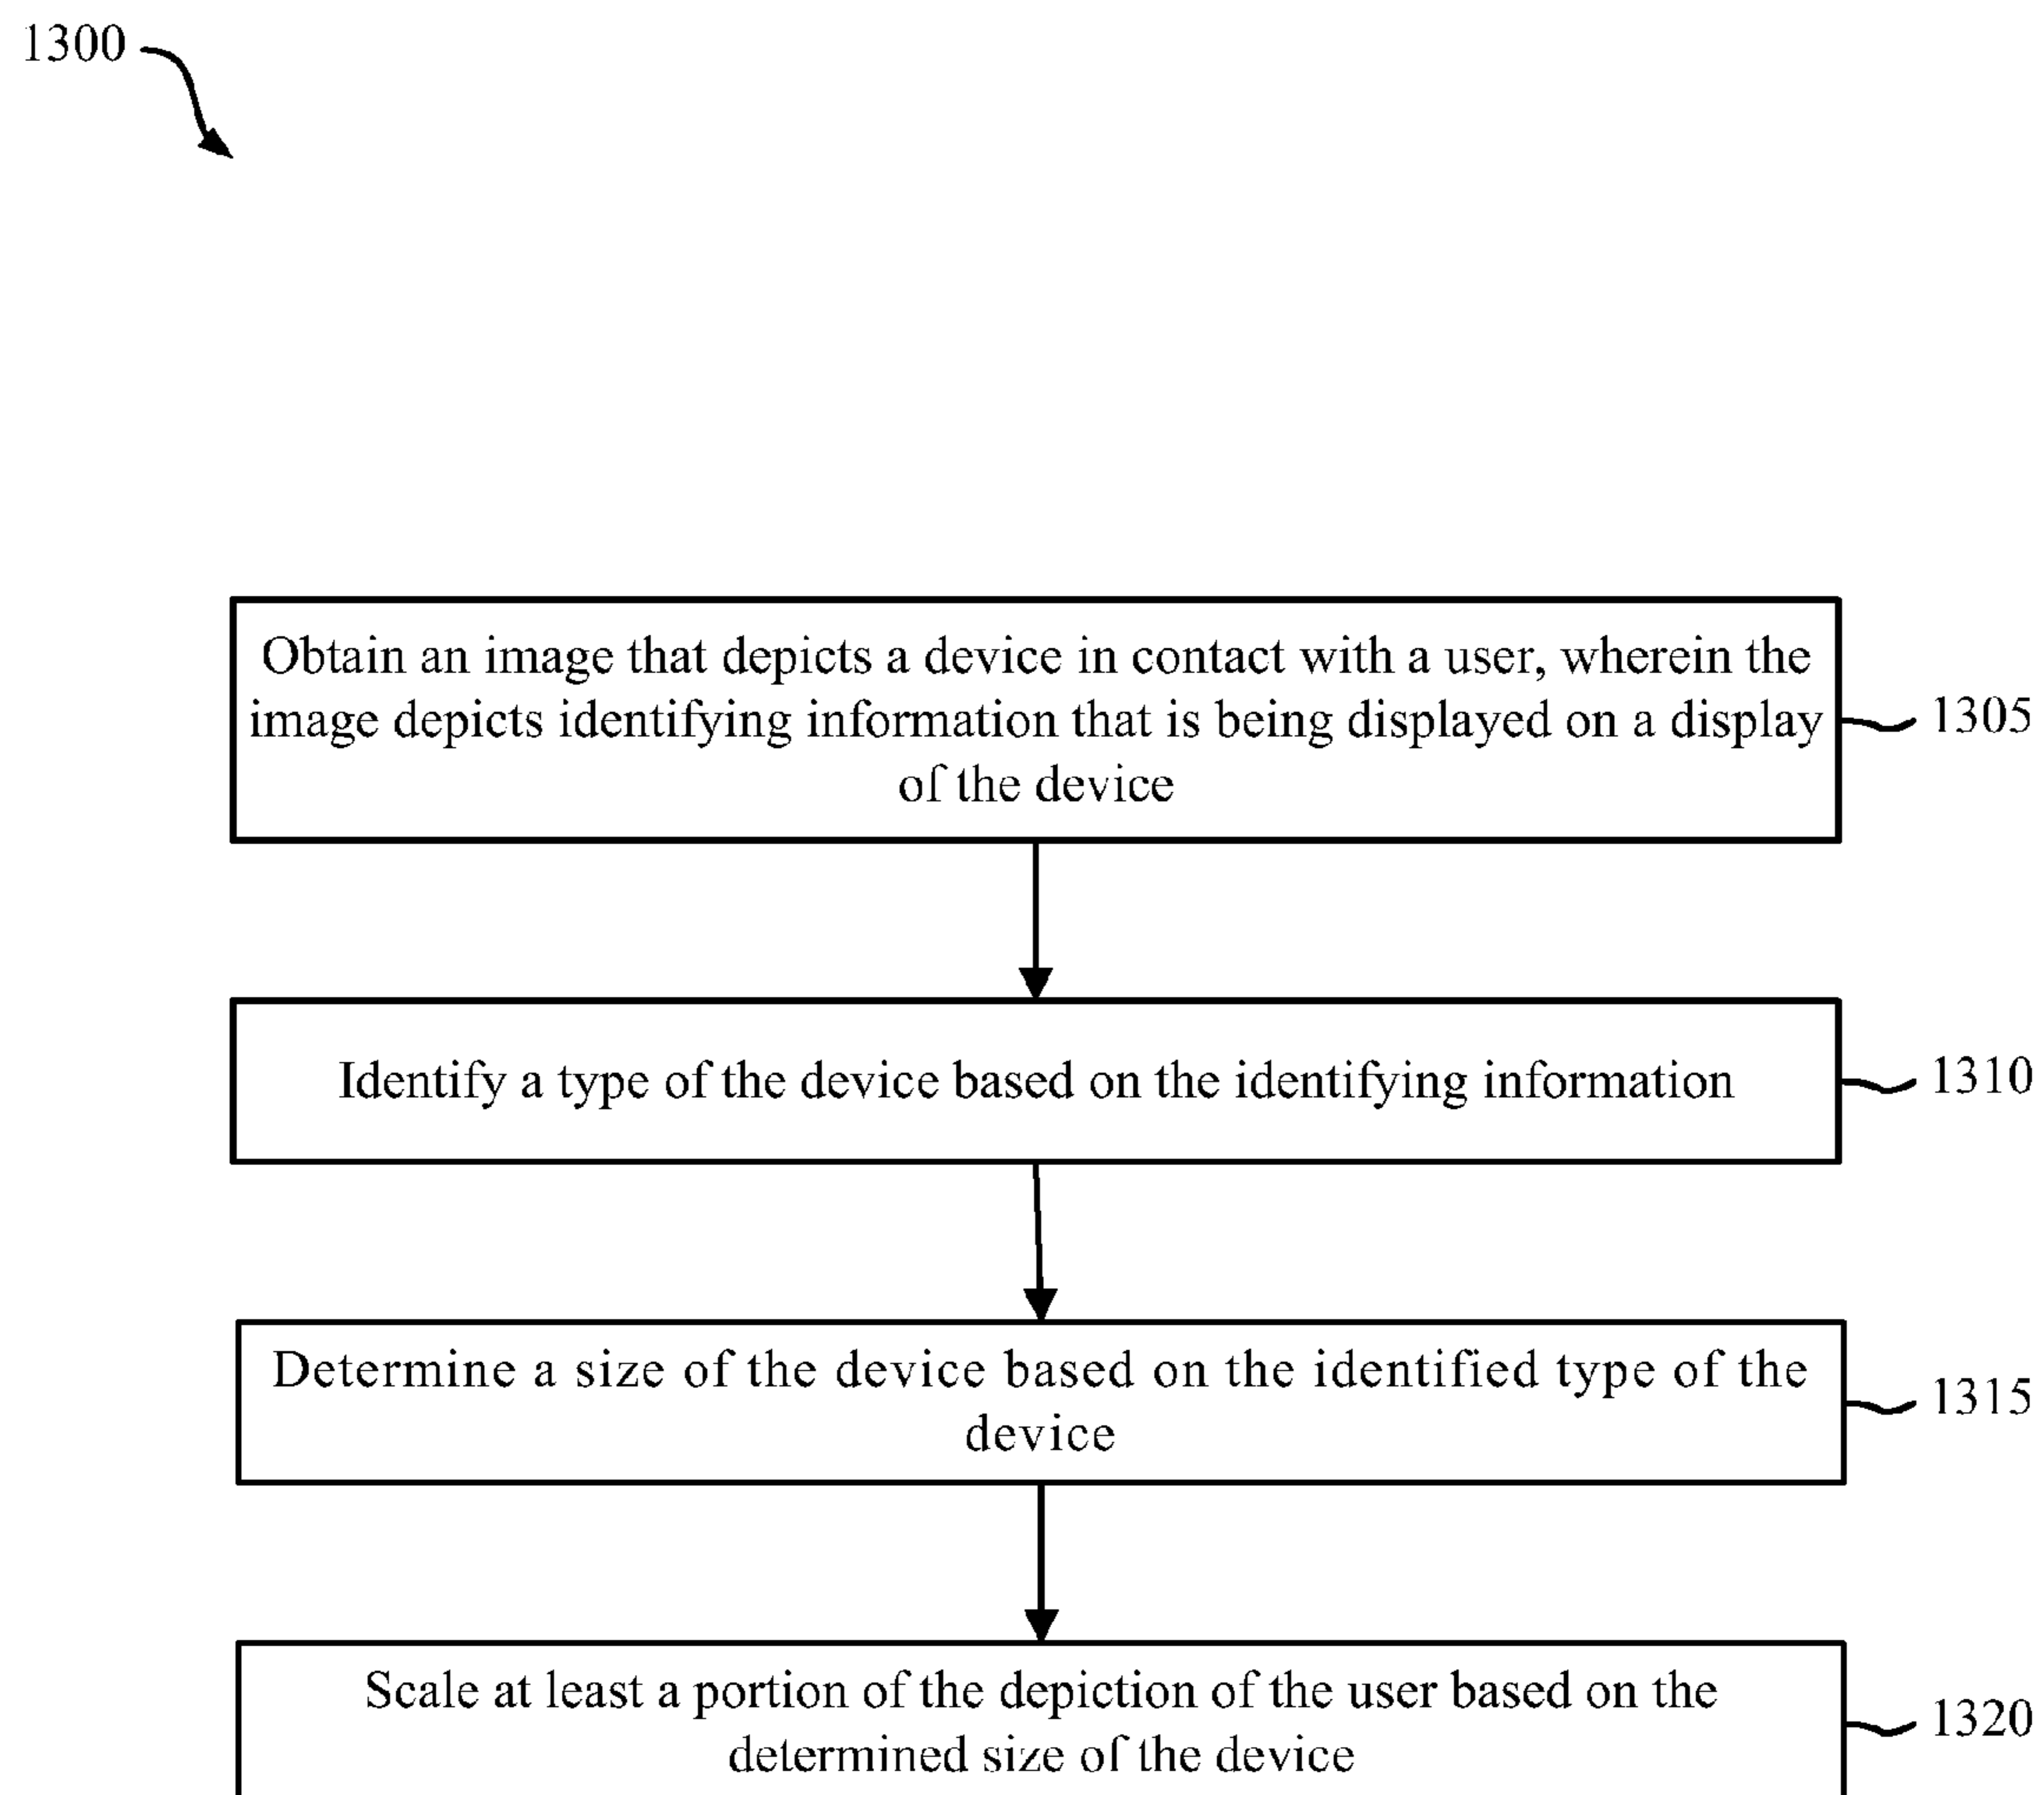 1300
Obtain an image that depicts a device in contact with a user, wherein the
image depicts identifying information that is being displayed on a display
of the device
1305
Identify a type of the device based on the identifying information
1310
Determine a size of the device based on the identified type of the
device
1315
Scale at least a portion of the depiction of the user based on the
determined size of the device
1320